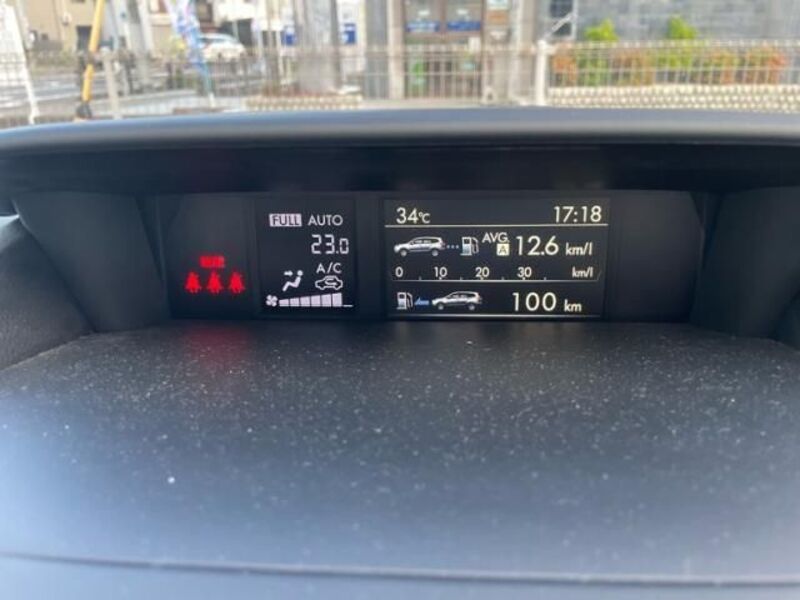 FULL AUTO
23.0
A/C
34°C 17:18
AVG. A 12.6 km/l
0 10 20 30 km/l
100 km